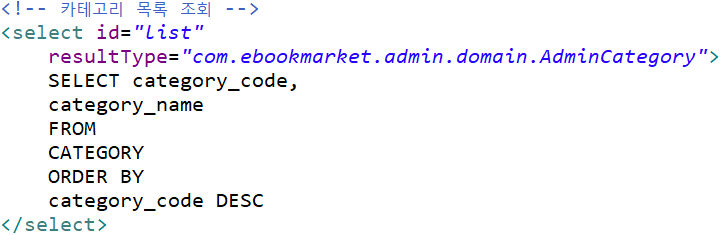 <!-- 카테고리 목록 조회 -->
<select id="list"
    resultType="com.ebookmarket.admin.domain.AdminCategory">
    SELECT category_code,
    category_name
    FROM
    CATEGORY
    ORDER BY
    category_code DESC
</select>